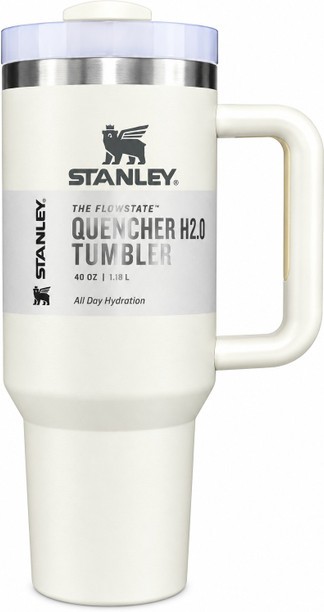 STANLEY®
STANLEY
THE FLOWSTATE™
QUENCHER H2.0
TUMBLER
40 OZ | 1.18 L
All Day Hydration